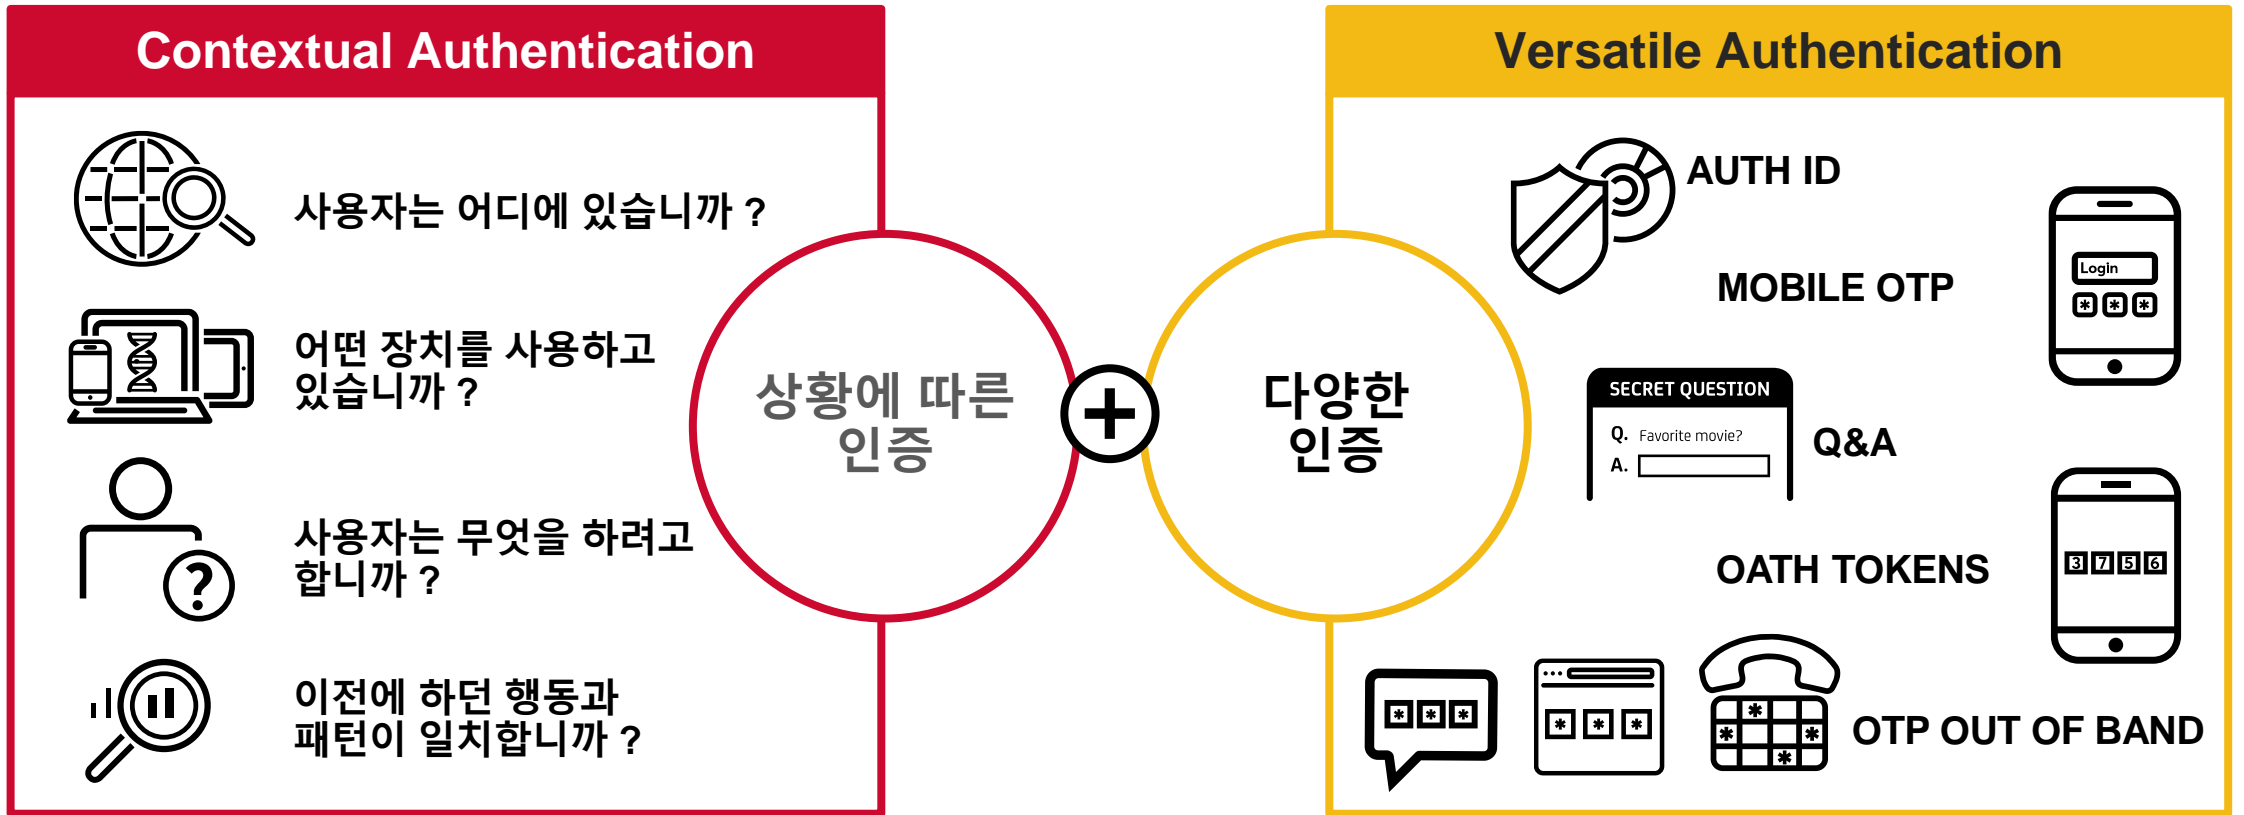 Contextual Authentication
사용자는 어디에 있습니까 ?
어떤 장치를 사용하고
있습니까 ?
사용자는 무엇을 하려고
합니까 ?
?
이전에 하던 행동과
패턴이 일치합니까 ?
상황에 따른
인증
+
다양한
인증
Versatile Authentication
AUTH ID
MOBILE OTP
Login
* * *
SECRET QUESTION
Q. Favorite movie?
A.
Q&A
OATH TOKENS
3 7 5 6
* * *
* * *
* * * *
OTP OUT OF BAND